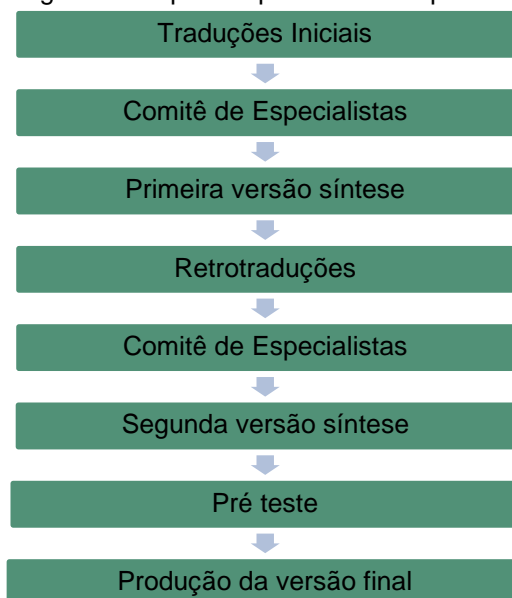 Traduções Iniciais
Comitê de Especialistas
Primeira versão síntese
Retrotraduções
Comitê de Especialistas
Segunda versão síntese
Pré teste
Produção da versão final